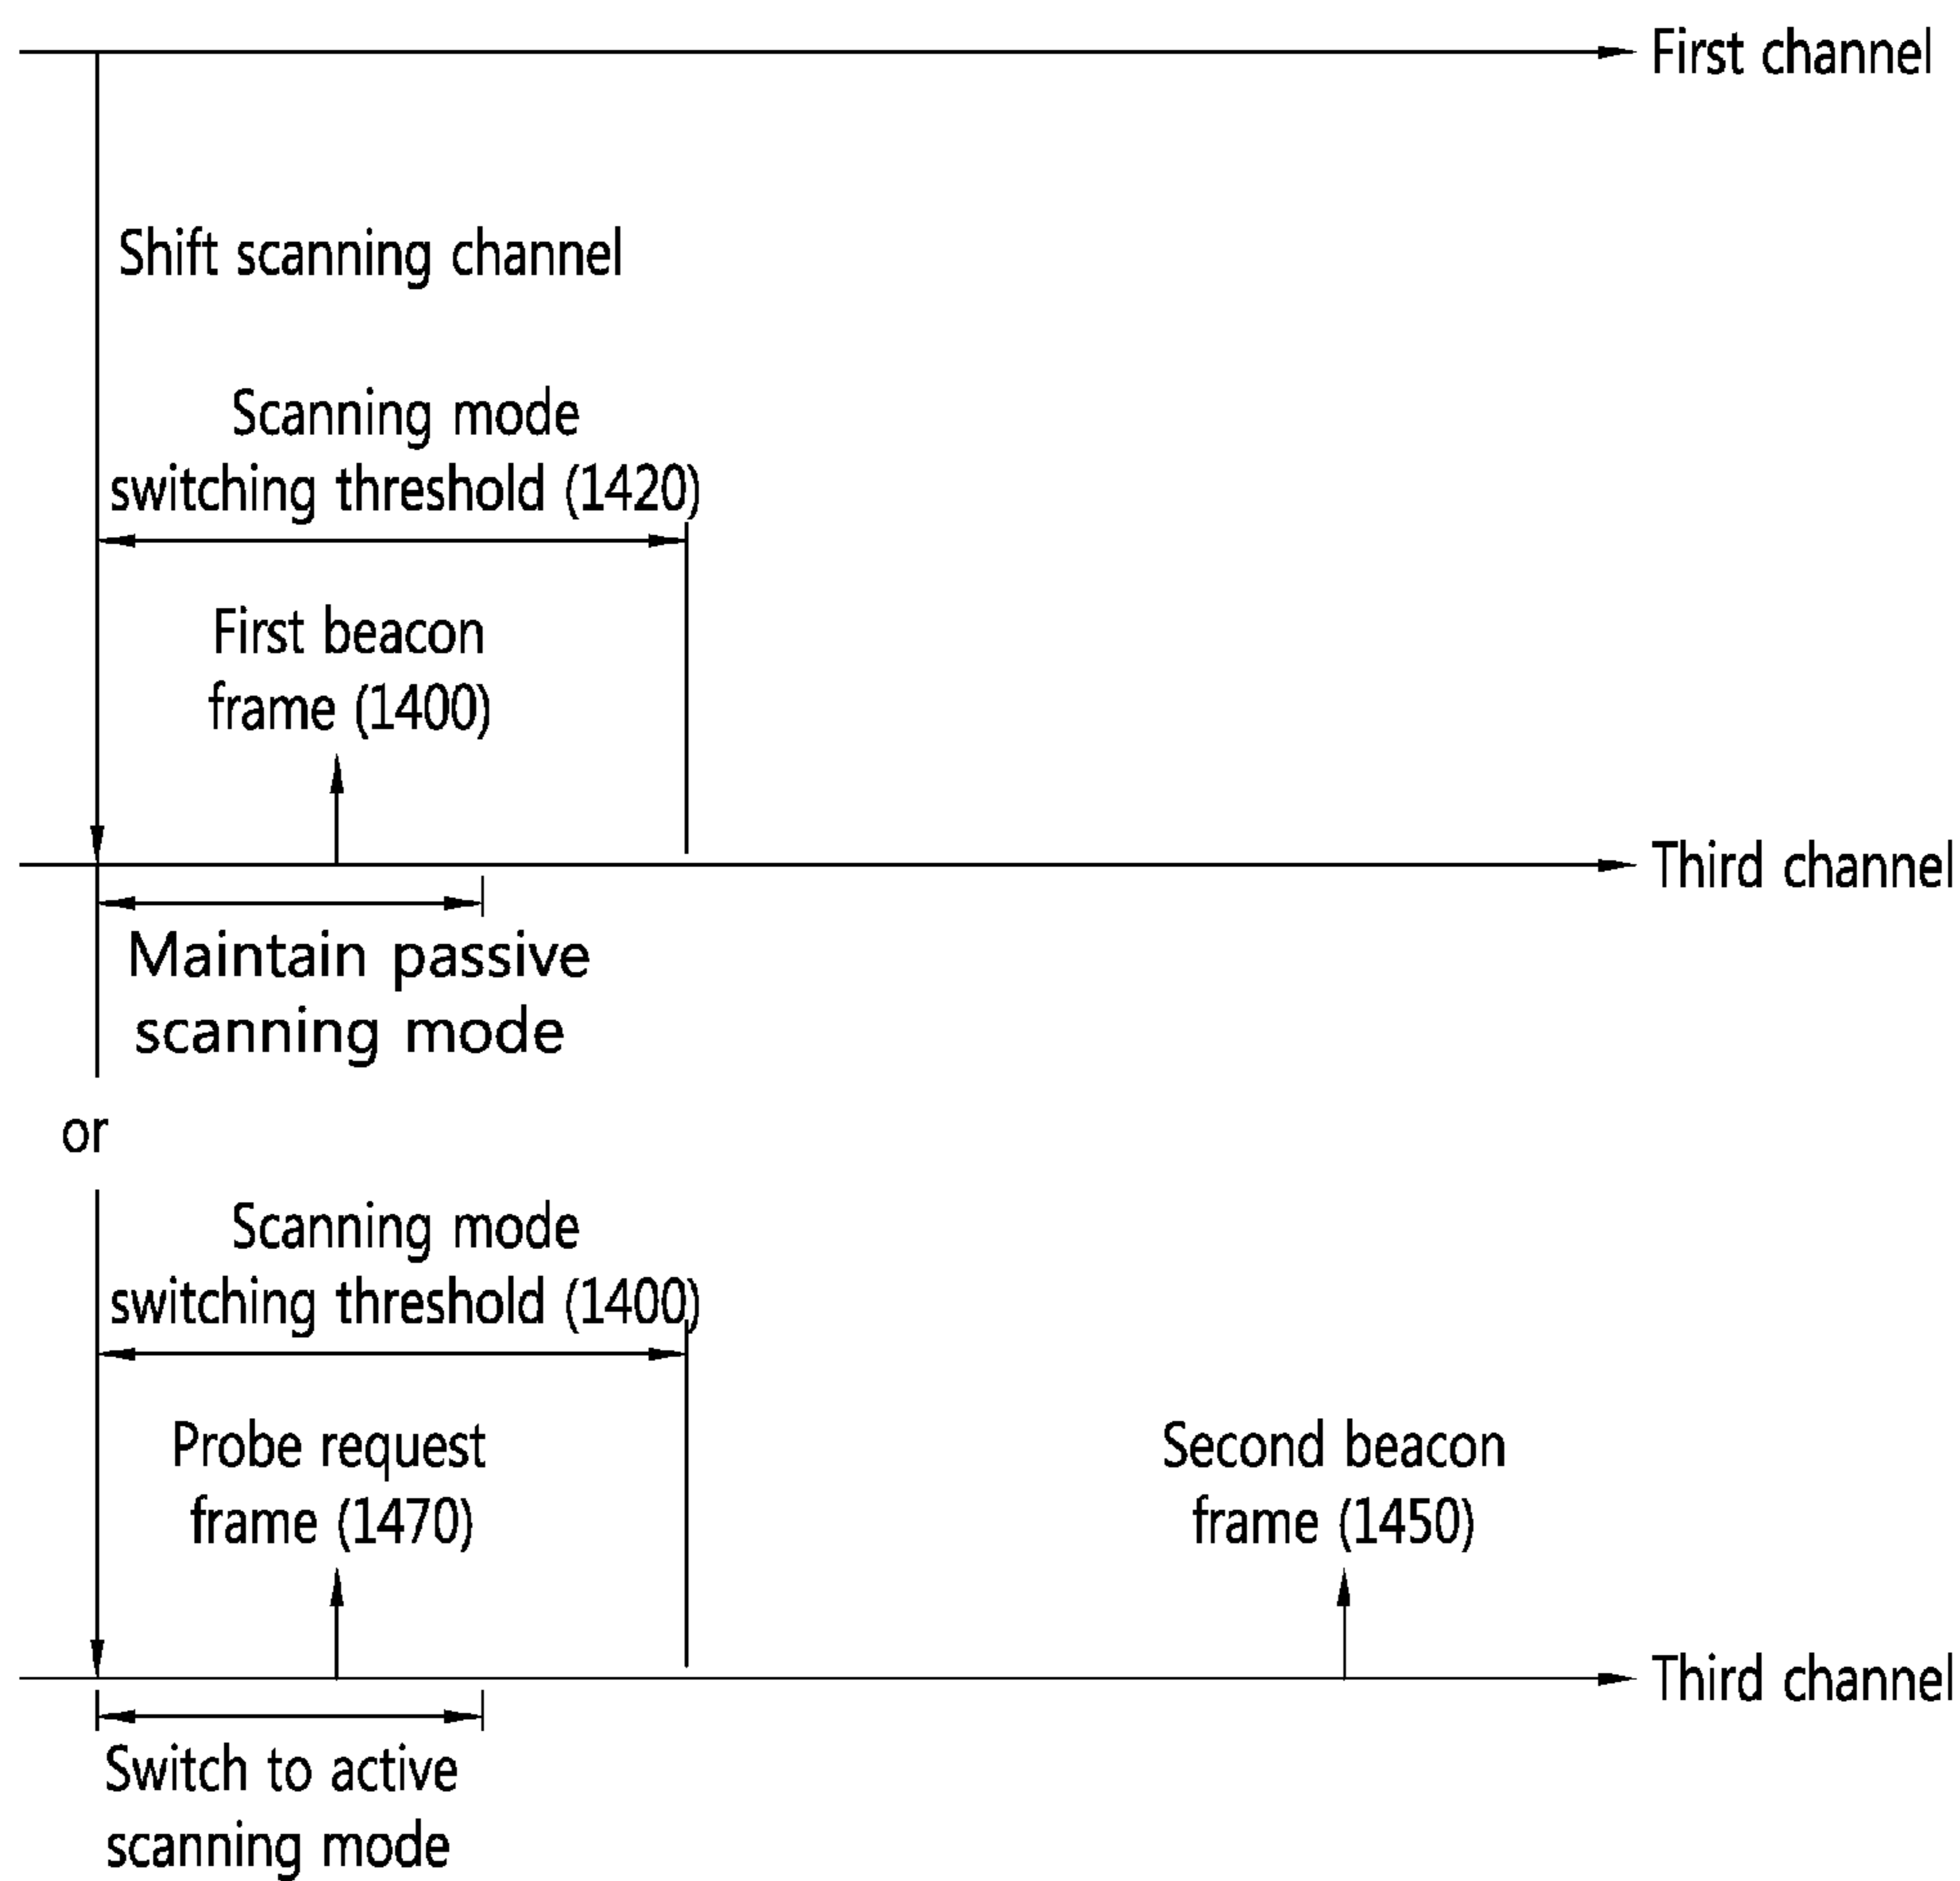 First channel
Shift scanning channel
Scanning mode
switching threshold (1420)
First beacon
frame (1400)
Third channel
Maintain passive
scanning mode
or
Scanning mode
switching threshold (1400)
Probe request
frame (1470)
Second beacon
frame (1450)
Third channel
Switch to active
scanning mode